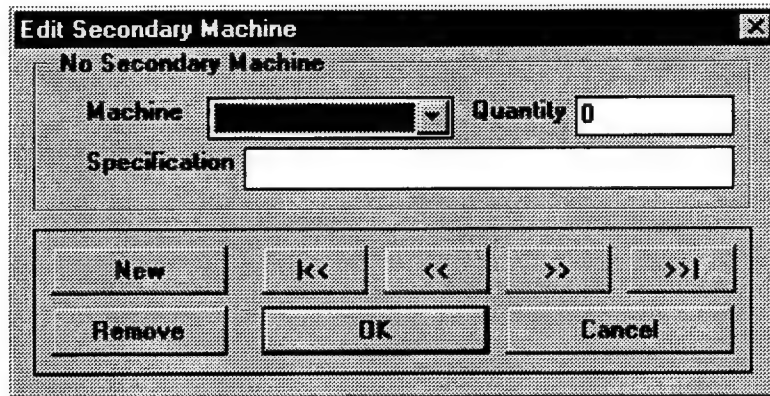 Edit Secondary Machine
No Secondary Machine
Machine Quantity 0
Specification
New |<< << >> >>|
Remove OK Cancel